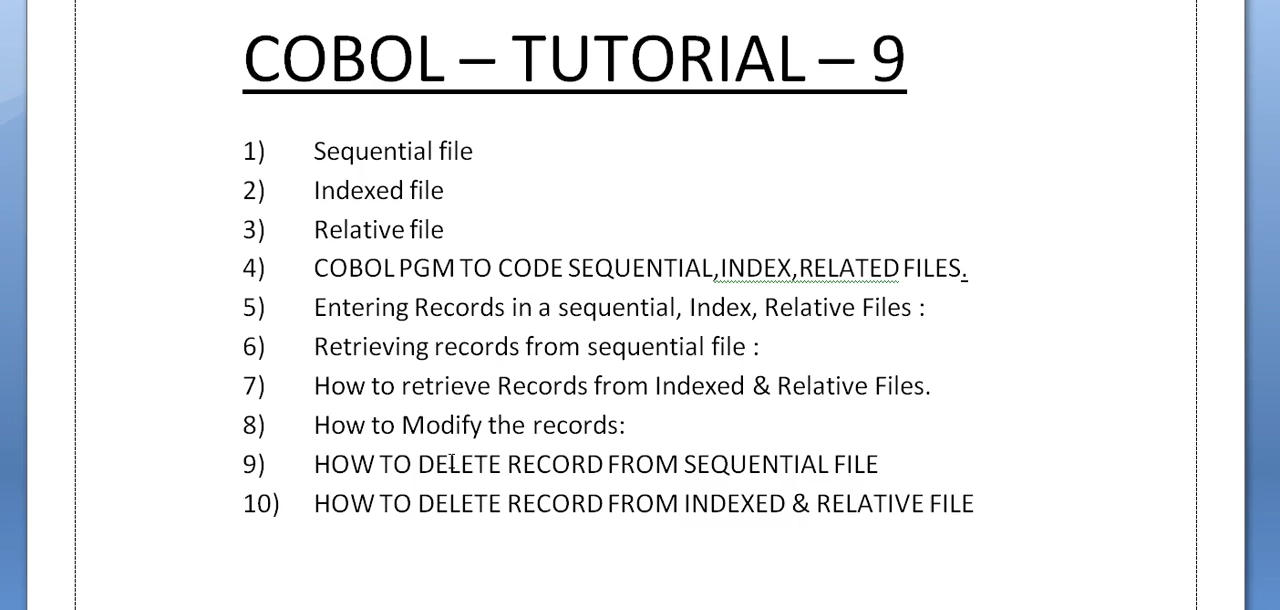 COBOL – TUTORIAL – 9
1) Sequential file
2) Indexed file
3) Relative file
4) COBOL PGM TO CODE SEQUENTIAL,INDEX,RELATED FILES.
5) Entering Records in a sequential, Index, Relative Files :
6) Retrieving records from sequential file :
7) How to retrieve Records from Indexed & Relative Files.
8) How to Modify the records:
9) HOW TO DELETE RECORD FROM SEQUENTIAL FILE
10) HOW TO DELETE RECORD FROM INDEXED & RELATIVE FILE